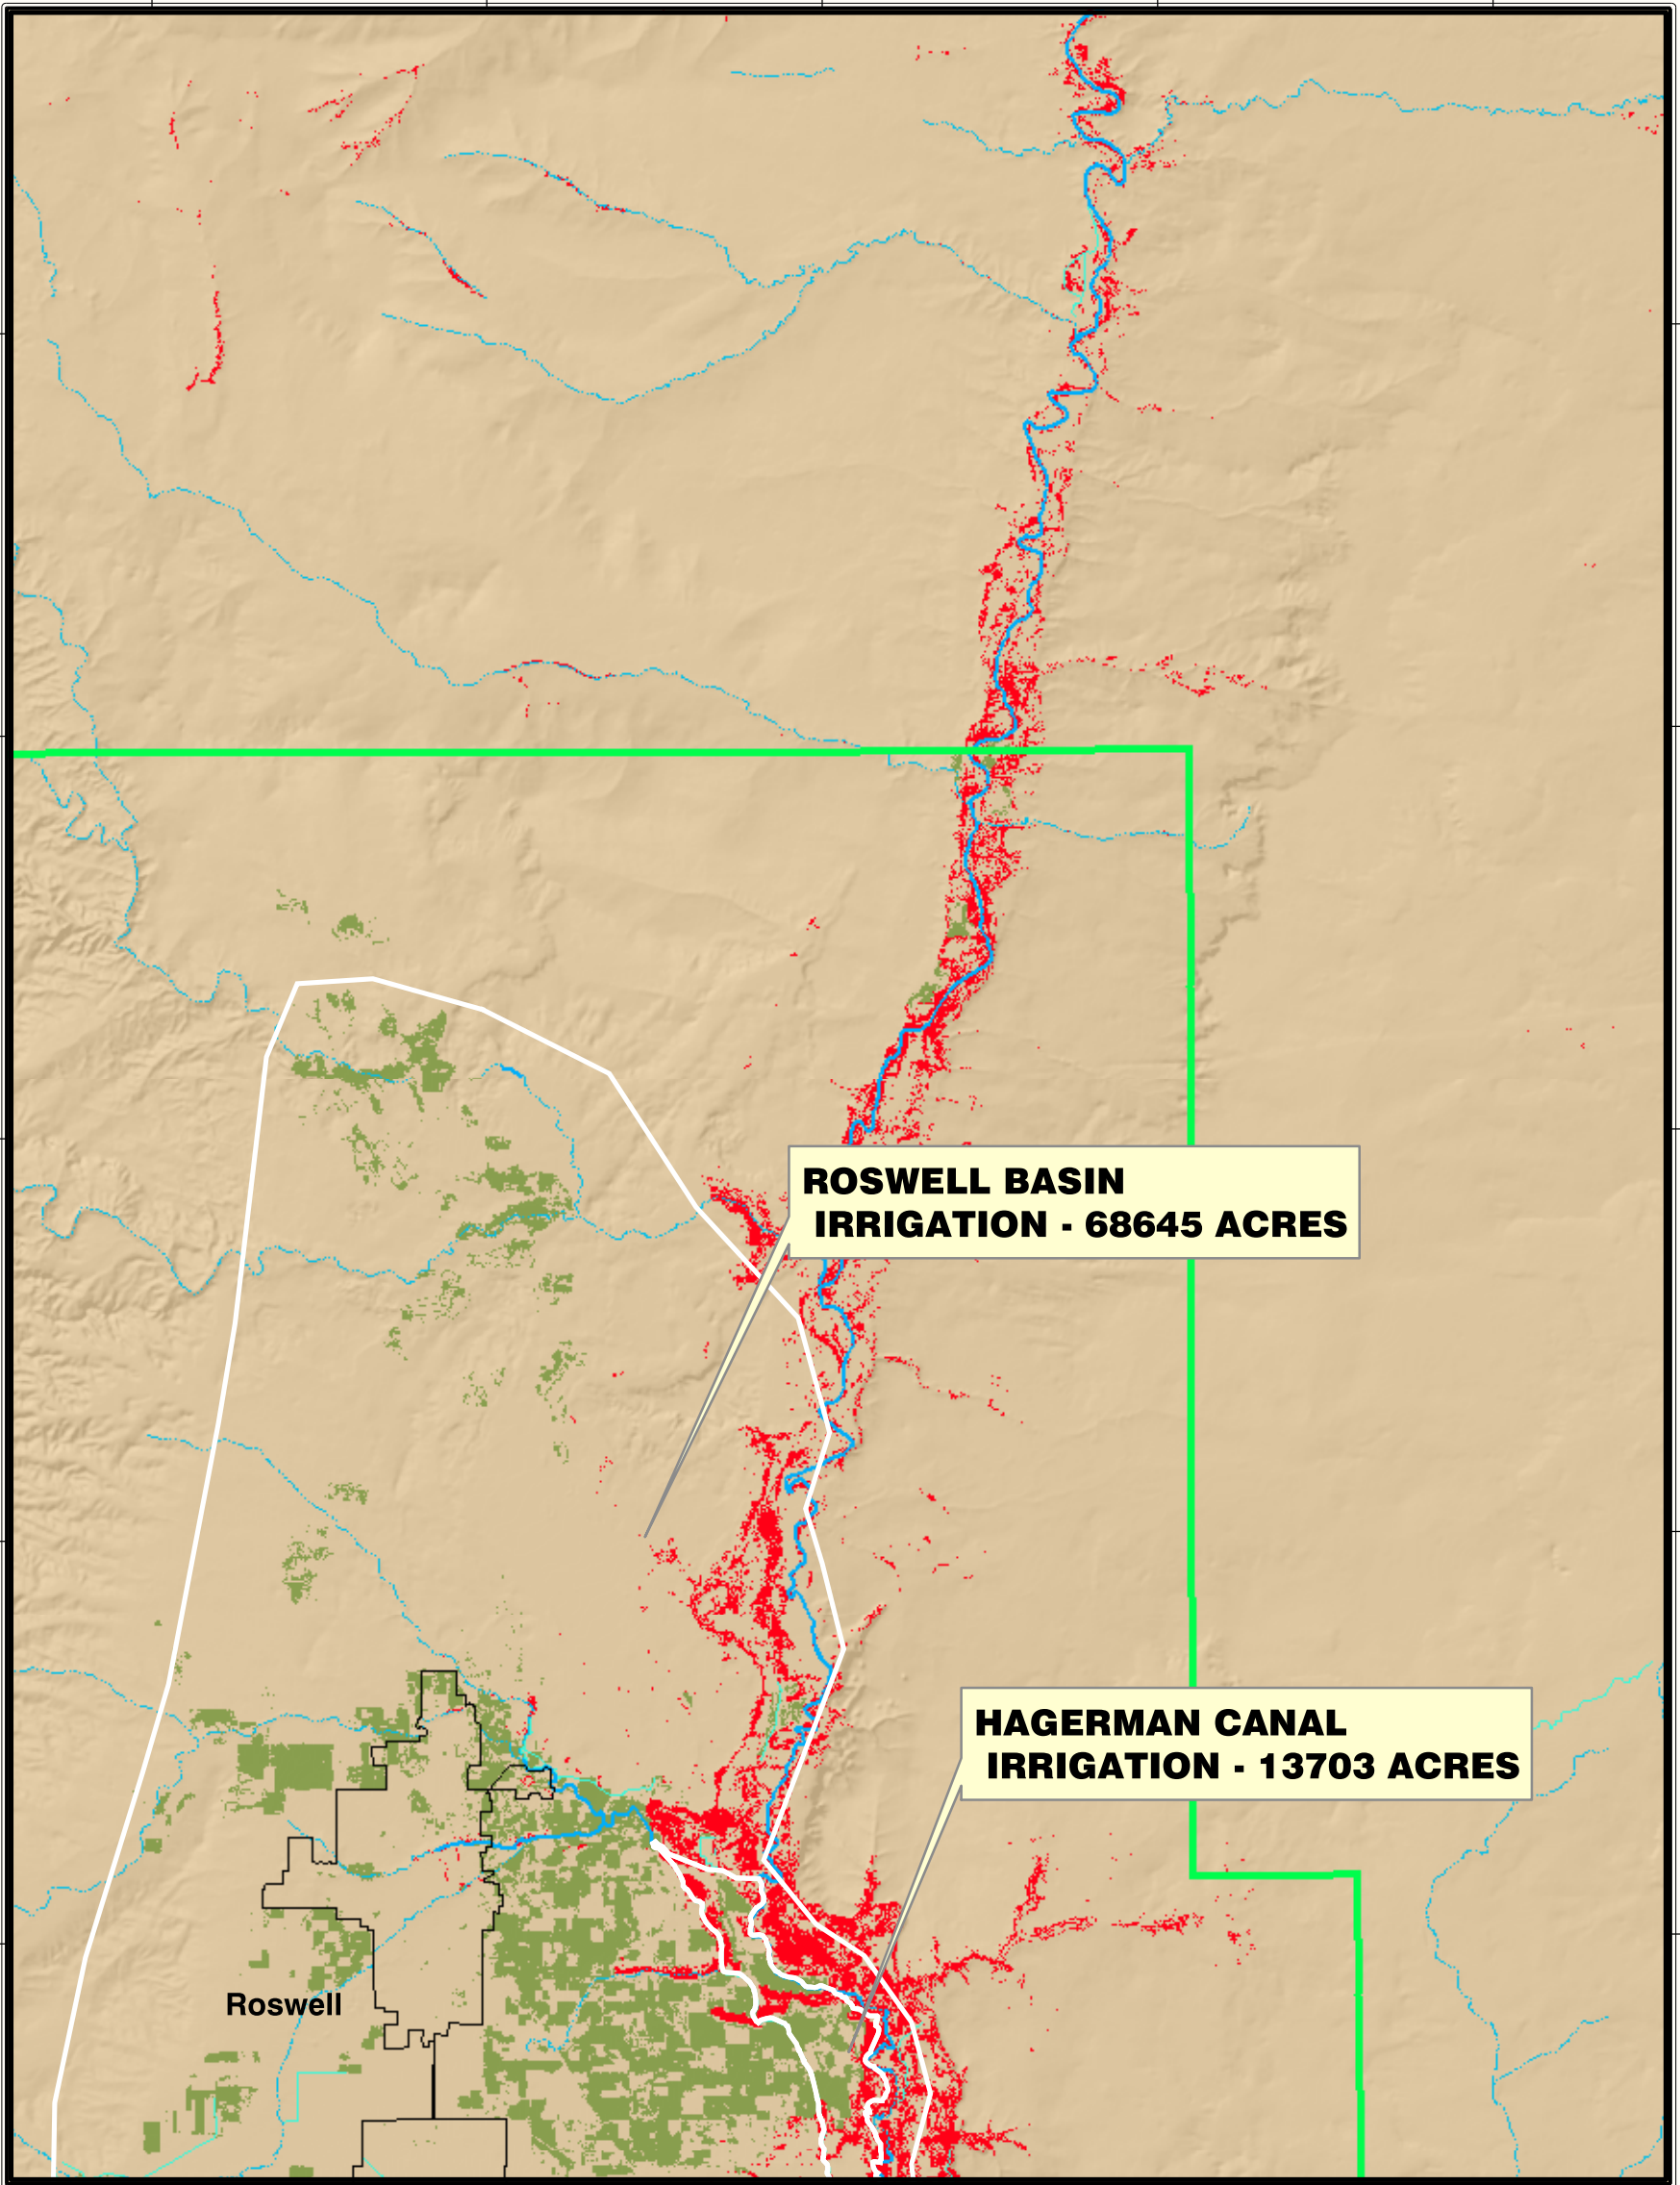 ROSWELL BASIN
IRRIGATION - 68645 ACRES
HAGERMAN CANAL
IRRIGATION - 13703 ACRES
Roswell